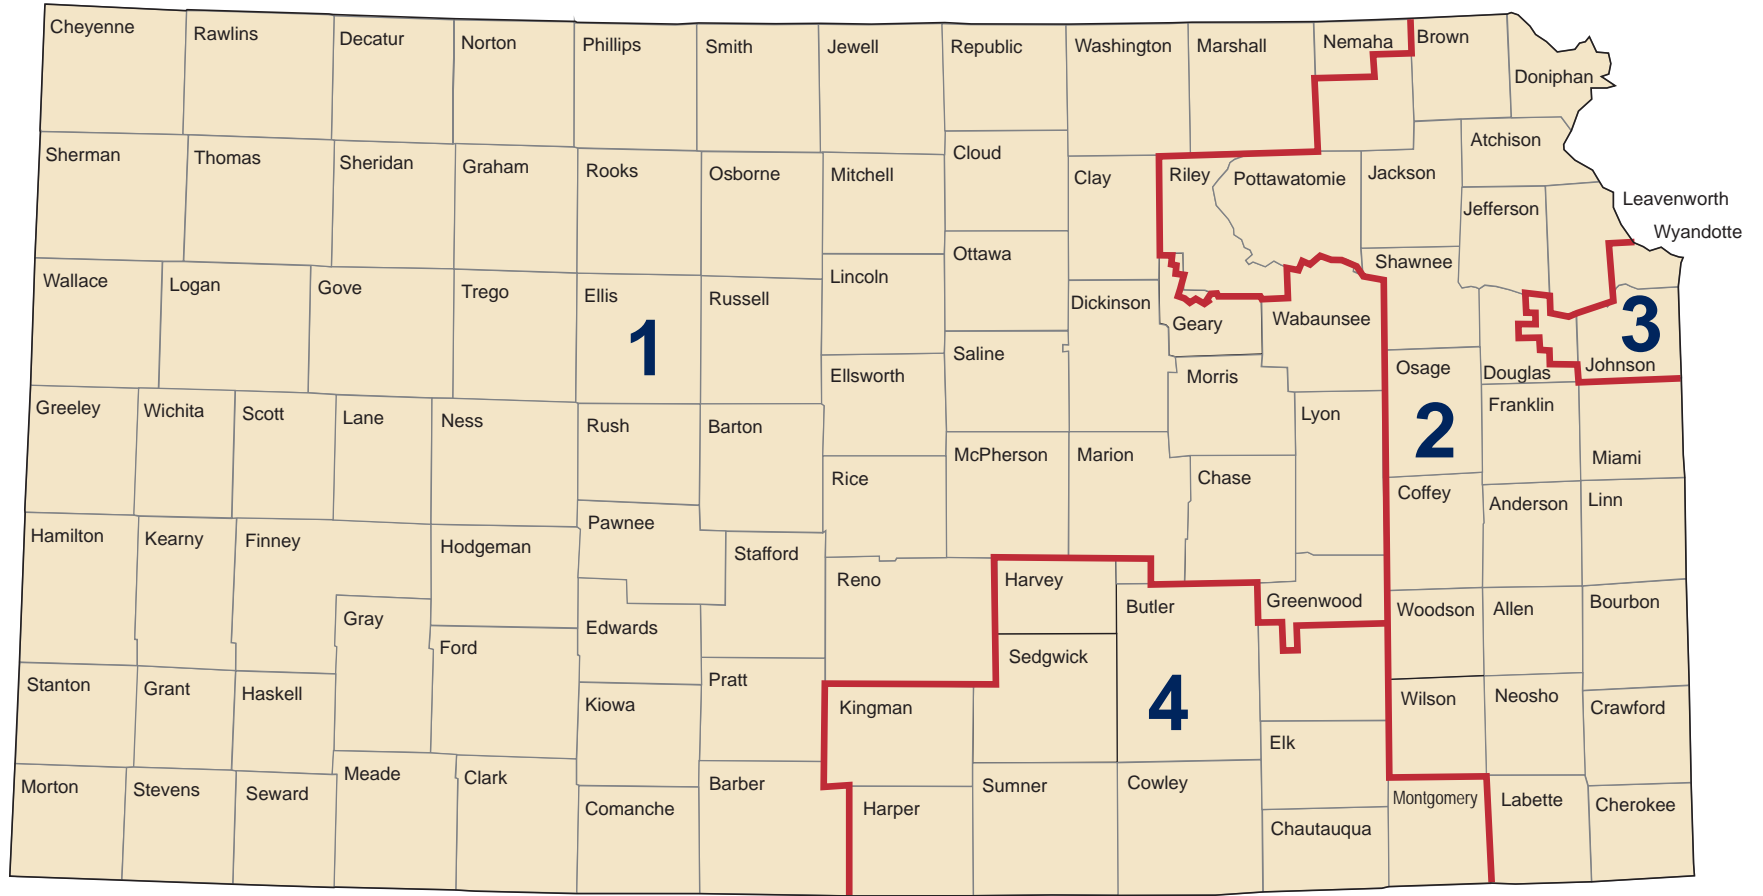 Cheyenne
Rawlins
Decatur
Norton
Phillips
Smith
Jewell
Republic
Washington
Marshall
Nemaha
Brown
Doniphan
Sherman
Thomas
Sheridan
Graham
Rooks
Osborne
Mitchell
Cloud
Clay
Riley
Pottawatomie
Jackson
Atchison
Jefferson
Leavenworth
Wyandotte
Wallace
Logan
Gove
Trego
Ellis
Russell
Lincoln
Ottawa
Dickinson
Geary
Wabaunsee
Shawnee
1
3
Saline
Ellsworth
Morris
Osage
Douglas
Johnson
Greeley
Wichita
Scott
Lane
Ness
Rush
Barton
Rice
McPherson
Marion
Chase
Lyon
2
Franklin
Miami
Coffey
Anderson
Linn
Hamilton
Kearny
Finney
Hodgeman
Pawnee
Stafford
Reno
Harvey
Butler
Greenwood
Woodson
Allen
Bourbon
Gray
Ford
Edwards
Sedgwick
Stanton
Grant
Haskell
Kiowa
Pratt
Kingman
4
Elk
Wilson
Neosho
Crawford
Morton
Stevens
Seward
Meade
Clark
Comanche
Barber
Harper
Sumner
Cowley
Chautauqua
Montgomery
Labette
Cherokee